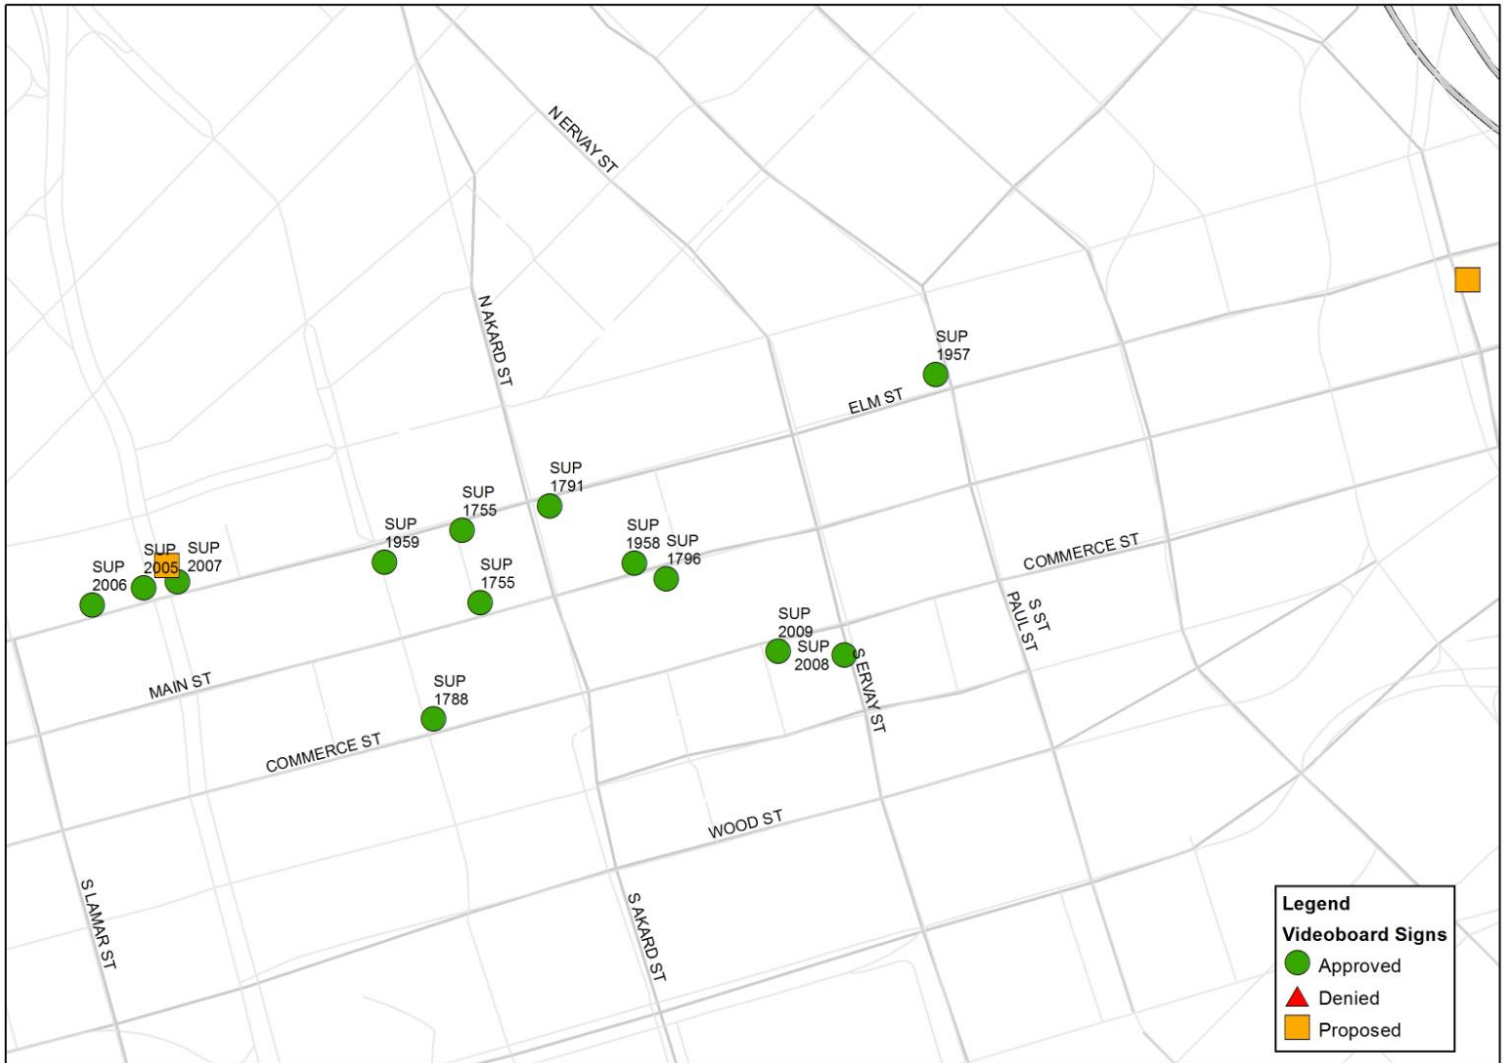 N ERVAY ST
N AKARD ST
SUP
1957
ELM ST
SUP
1791
SUP
1755
SUP
1959
SUP
1958
SUP
1796
SUP
2005
SUP
2007
SUP
2006
SUP
1755
COMMERCE ST
S ST
PAUL ST
SUP
2009
SUP
2008
S ERVAY ST
MAIN ST
SUP
1788
COMMERCE ST
WOOD ST
S LAMAR ST
S AKARD ST
Legend
Videoboard Signs
Approved
Denied
Proposed